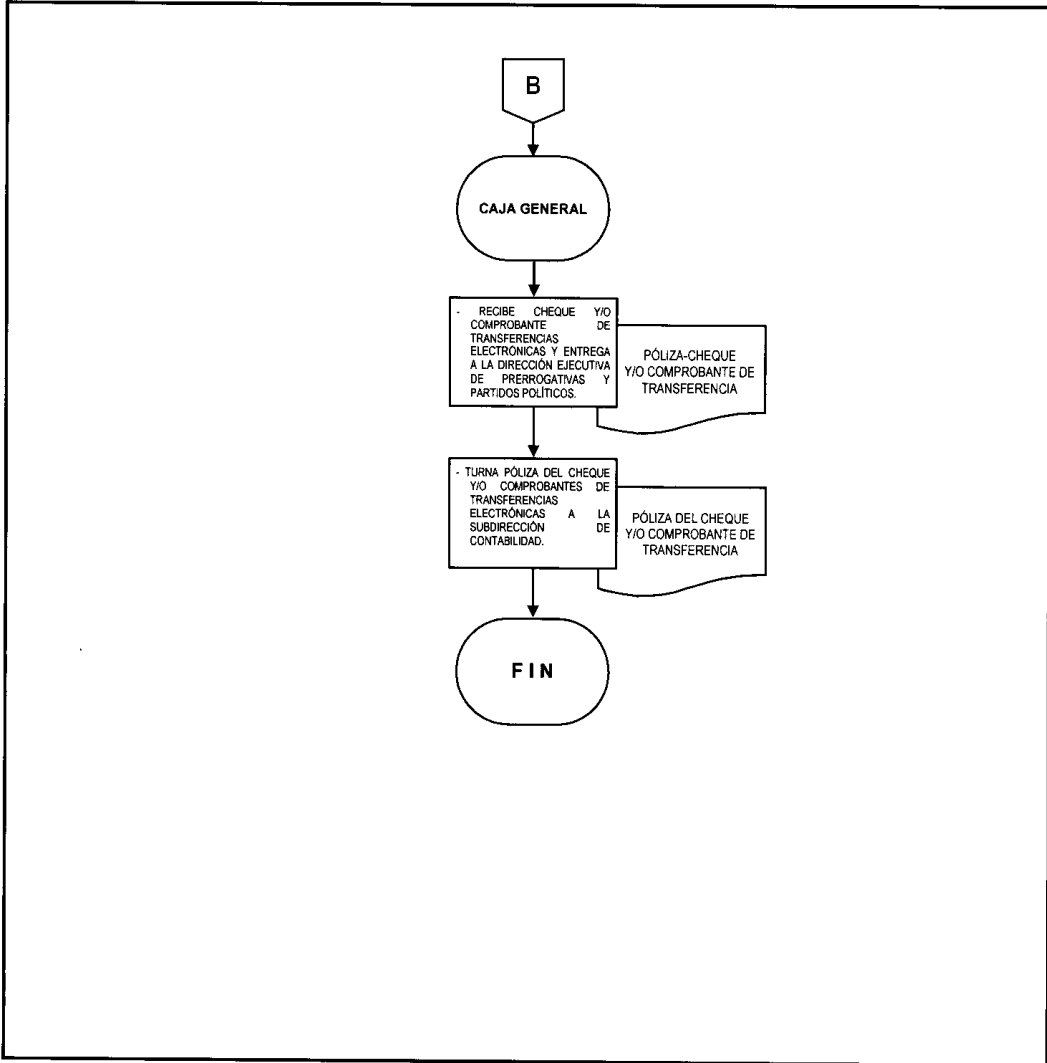 B
CAJA GENERAL
- RECIBE CHEQUE Y/O
COMPROBANTE DE
TRANSFERENCIAS
ELECTRÓNICAS Y ENTREGA
A LA DIRECCIÓN EJECUTIVA
DE PRERROGATIVAS Y
PARTIDOS POLÍTICOS.
PÓLIZA-CHEQUE
Y/O COMPROBANTE DE
TRANSFERENCIA
- TURNA PÓLIZA DEL CHEQUE
Y/O COMPROBANTES DE
TRANSFERENCIAS
ELECTRÓNICAS A LA
SUBDIRECCIÓN DE
CONTABILIDAD.
PÓLIZA DEL CHEQUE
Y/O COMPROBANTE DE
TRANSFERENCIA
F I N